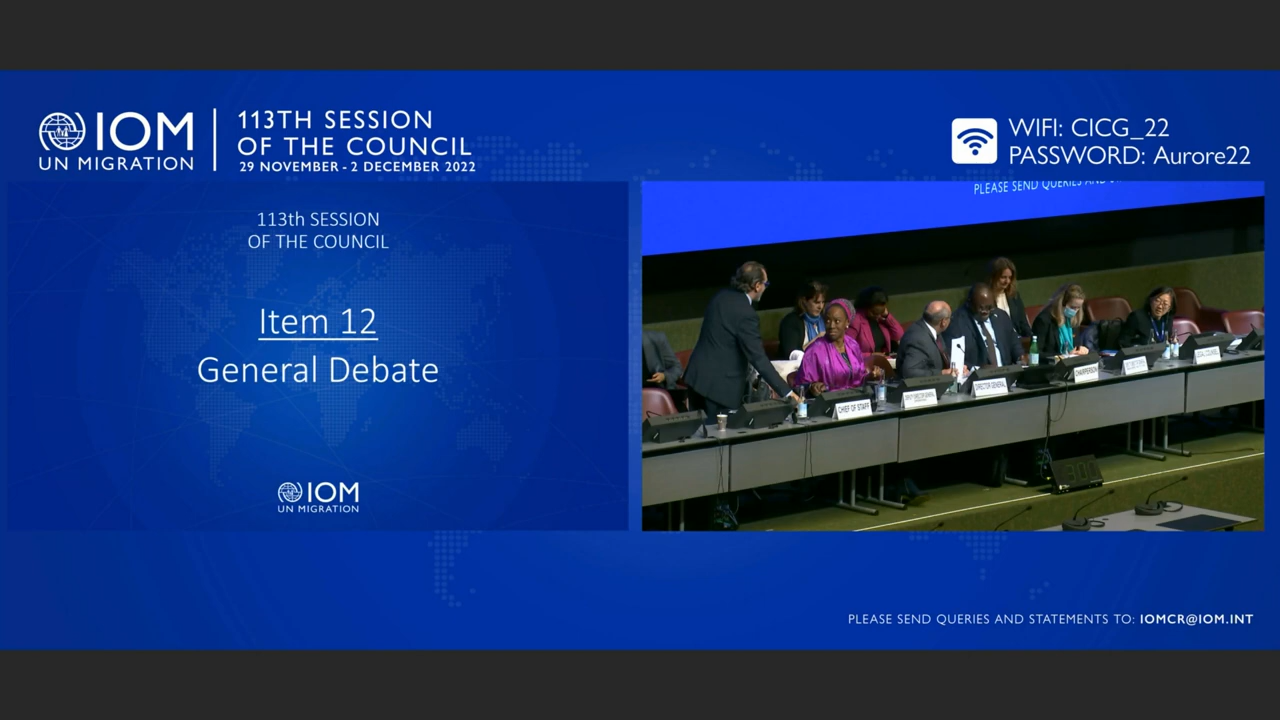 IOM
UN MIGRATION
113TH SESSION
OF THE COUNCIL
29 NOVEMBER - 2 DECEMBER 2022
WIFI: CICG_22
PASSWORD: Aurore22
113th SESSION
OF THE COUNCIL
Item 12
General Debate
IOM
UN MIGRATION
PLEASE SEND QUERIES AND
CHIEF OF STAFF
DIRECTOR GENERAL
CHAIRPERSON
LEGAL COUNSEL
PLEASE SEND QUERIES AND STATEMENTS TO: IOMCR@IOM.INT